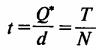 t = Q*/d = T/N